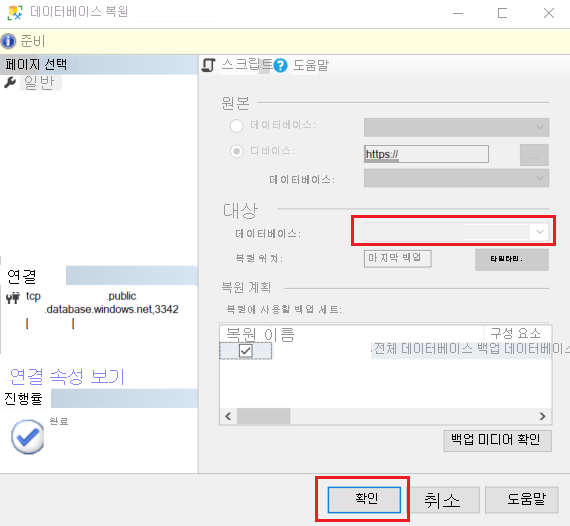 데이터베이스 복원
준비
페이지 선택
일반
스크립트
도움말
원본
데이터베이스:
디바이스:
https://
...
데이터베이스:
대상
데이터베이스:
복원 위치:
마지막 백업
타임라인.
복원 계획
복원에 사용할 백업 세트:
복원 이름
구성 요소
전체 데이터베이스 백업 데이터베이스
백업 미디어 확인
연결
tcp .public
.database.windows.net,3342
[ [
연결 속성 보기
진행률
완료
확인
취소
도움말